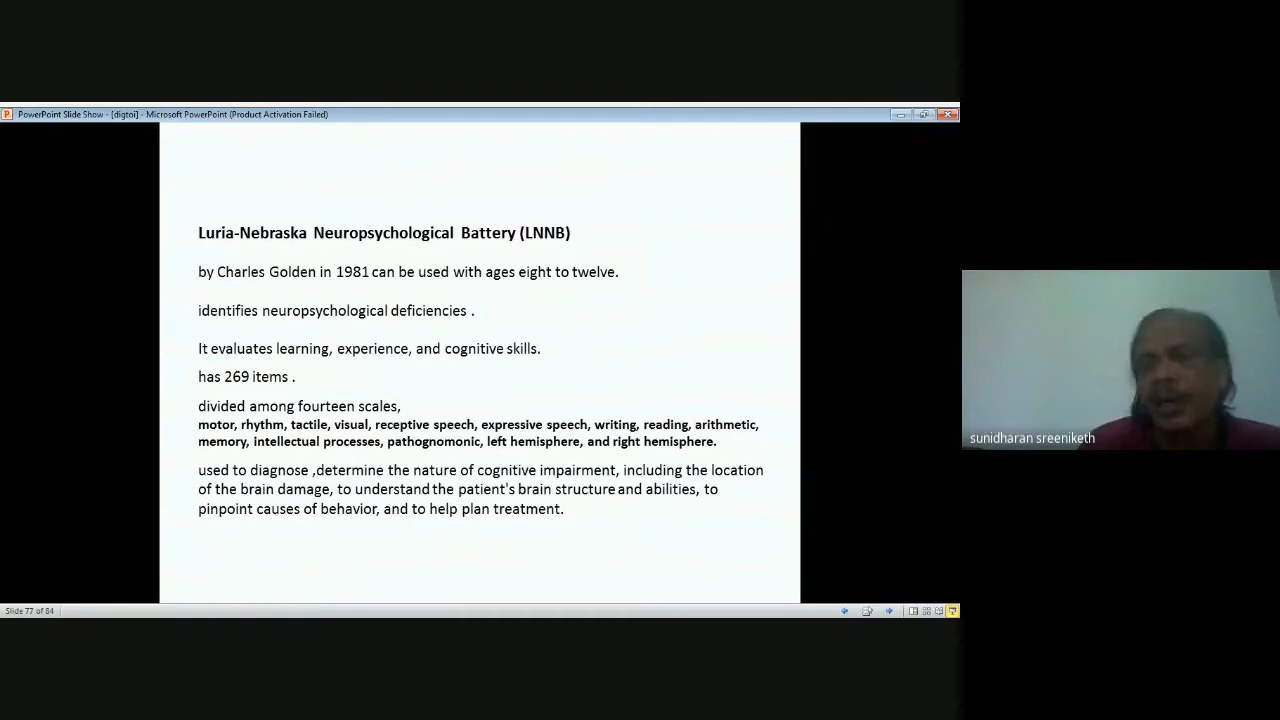 PowerPoint Slide Show - [digtoi] - Microsoft PowerPoint (Product Activation Failed)
Luria-Nebraska Neuropsychological Battery (LNNB)
by Charles Golden in 1981 can be used with ages eight to twelve.
identifies neuropsychological deficiencies .
It evaluates learning, experience, and cognitive skills.
has 269 items .
divided among fourteen scales,
motor, rhythm, tactile, visual, receptive speech, expressive speech, writing, reading, arithmetic,
memory, intellectual processes, pathognomonic, left hemisphere, and right hemisphere.
used to diagnose ,determine the nature of cognitive impairment, including the location
of the brain damage, to understand the patient's brain structure and abilities, to
pinpoint causes of behavior, and to help plan treatment.
sunidharan sreeniketh
Slide 77 of 84